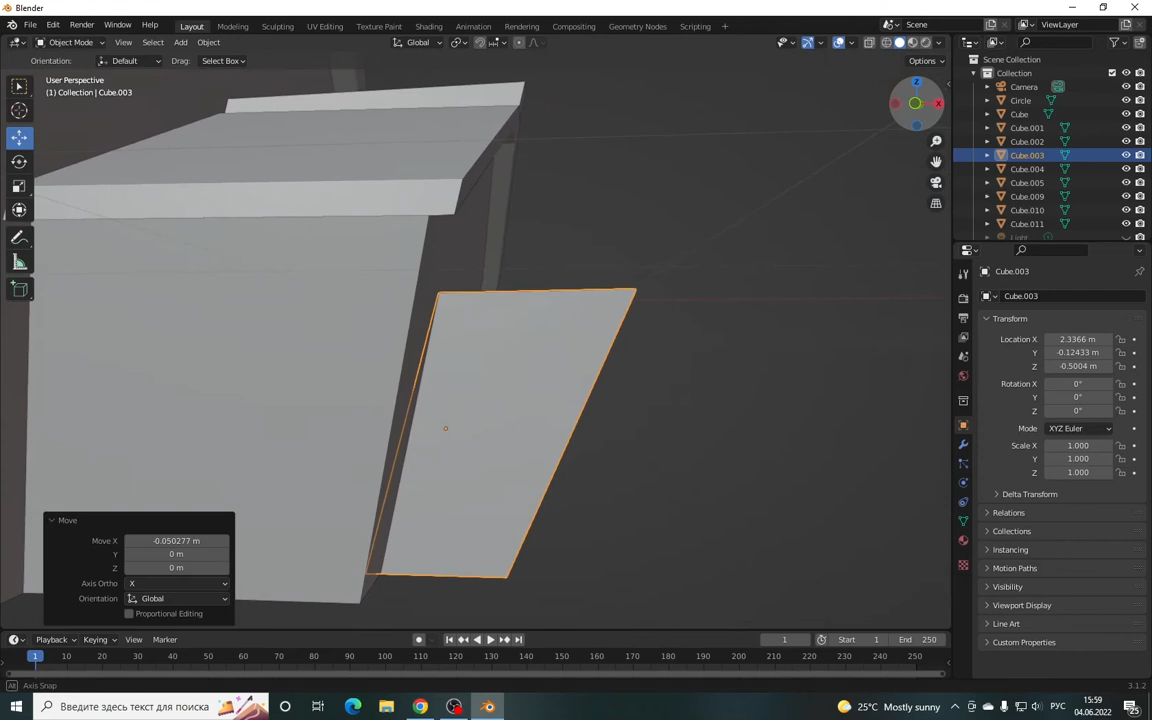 Blender
File Edit Render Window Help Layout Modeling Sculpting UV Editing Texture Paint Shading Animation Rendering Compositing Geometry Nodes Scripting Scene ViewLayer
Object Mode View Select Add Object Global Options
Orientation: Default Drag: Select Box
User Perspective
(1) Collection | Cube.003
Z
X
Scene Collection
Collection
Camera
Circle
Cube
Cube.001
Cube.002
Cube.003
Cube.004
Cube.005
Cube.009
Cube.010
Cube.011
Light
Cube.003
Cube.003
Transform
Location X 2.3366 m
Y -0.12433 m
Z -0.5004 m
Rotation X 0°
Y 0°
Z 0°
Mode XYZ Euler
Scale X 1.000
Y 1.000
Z 1.000
Delta Transform
Relations
Collections
Instancing
Motion Paths
Visibility
Viewport Display
Line Art
Custom Properties
Move
Move X -0.050277 m
Y 0 m
Z 0 m
Axis Ortho X
Orientation Global
Proportional Editing
Playback Keying View Marker 1 Start 1 End 250
1 10 20 30 40 50 60 70 80 90 100 110 120 130 140 150 160 170 180 190 200 210 220 230 240 250
Alt Axis Snap 3.1.2
Введите здесь текст для поиска 25°C Mostly sunny РУС 15:59
04.06.2022 25